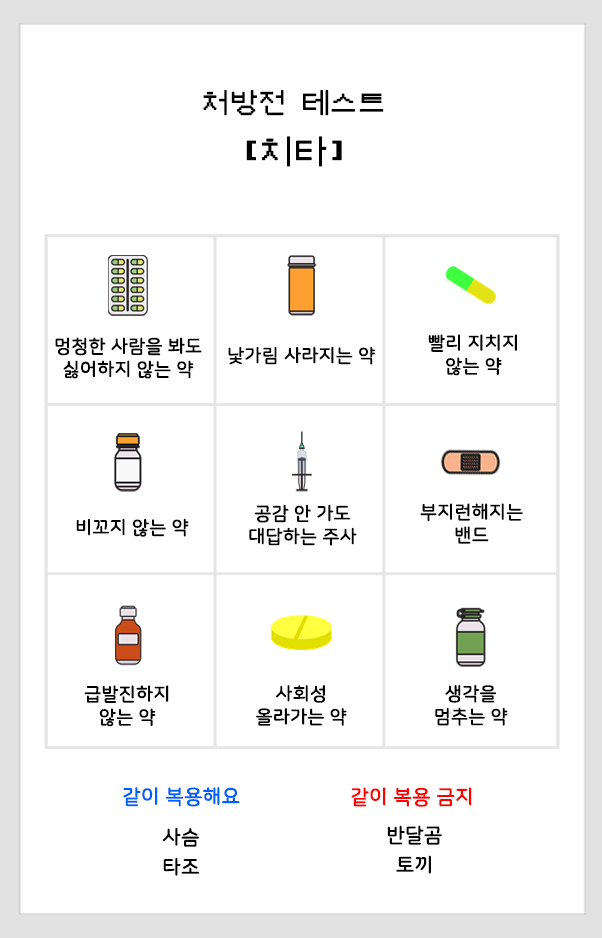 처방전 테스트
[치타]
멍청한 사람을 봐도
싫어하지 않는 약
낯가림 사라지는 약
빨리 지치지
않는 약
비꼬지 않는 약
공감 안 가도
대답하는 주사
부지런해지는
밴드
급발진하지
않는 약
사회성
올라가는 약
생각을
멈추는 약
같이 복용해요
사슴
타조
같이 복용 금지
반달곰
토끼